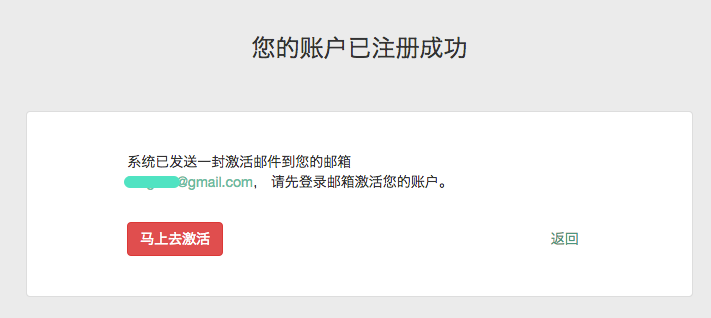 您的账户已注册成功
系统已发送一封激活邮件到您的邮箱
@gmail.com， 请先登录邮箱激活您的账户。
马上去激活
返回